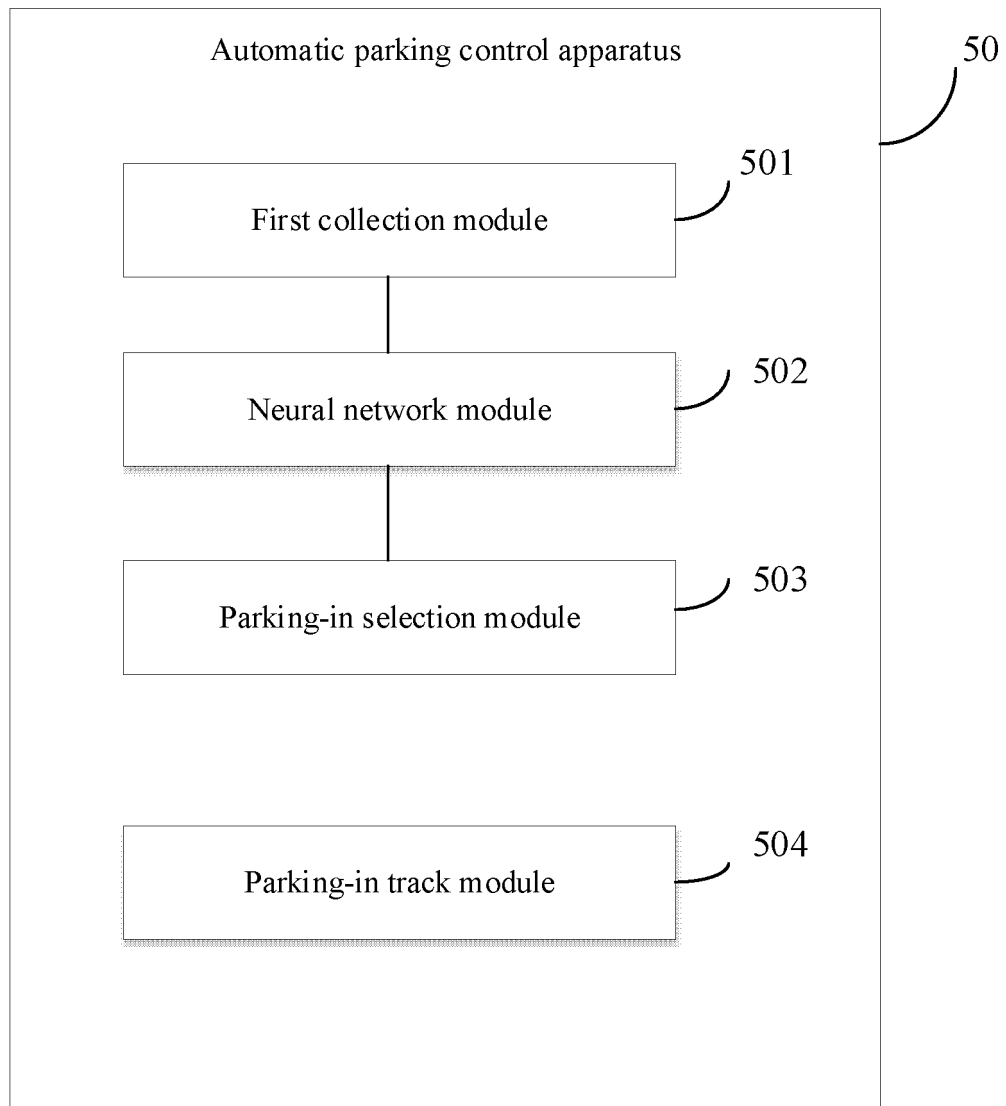 Automatic parking control apparatus
50
501
First collection module
502
Neural network module
503
Parking-in selection module
504
Parking-in track module